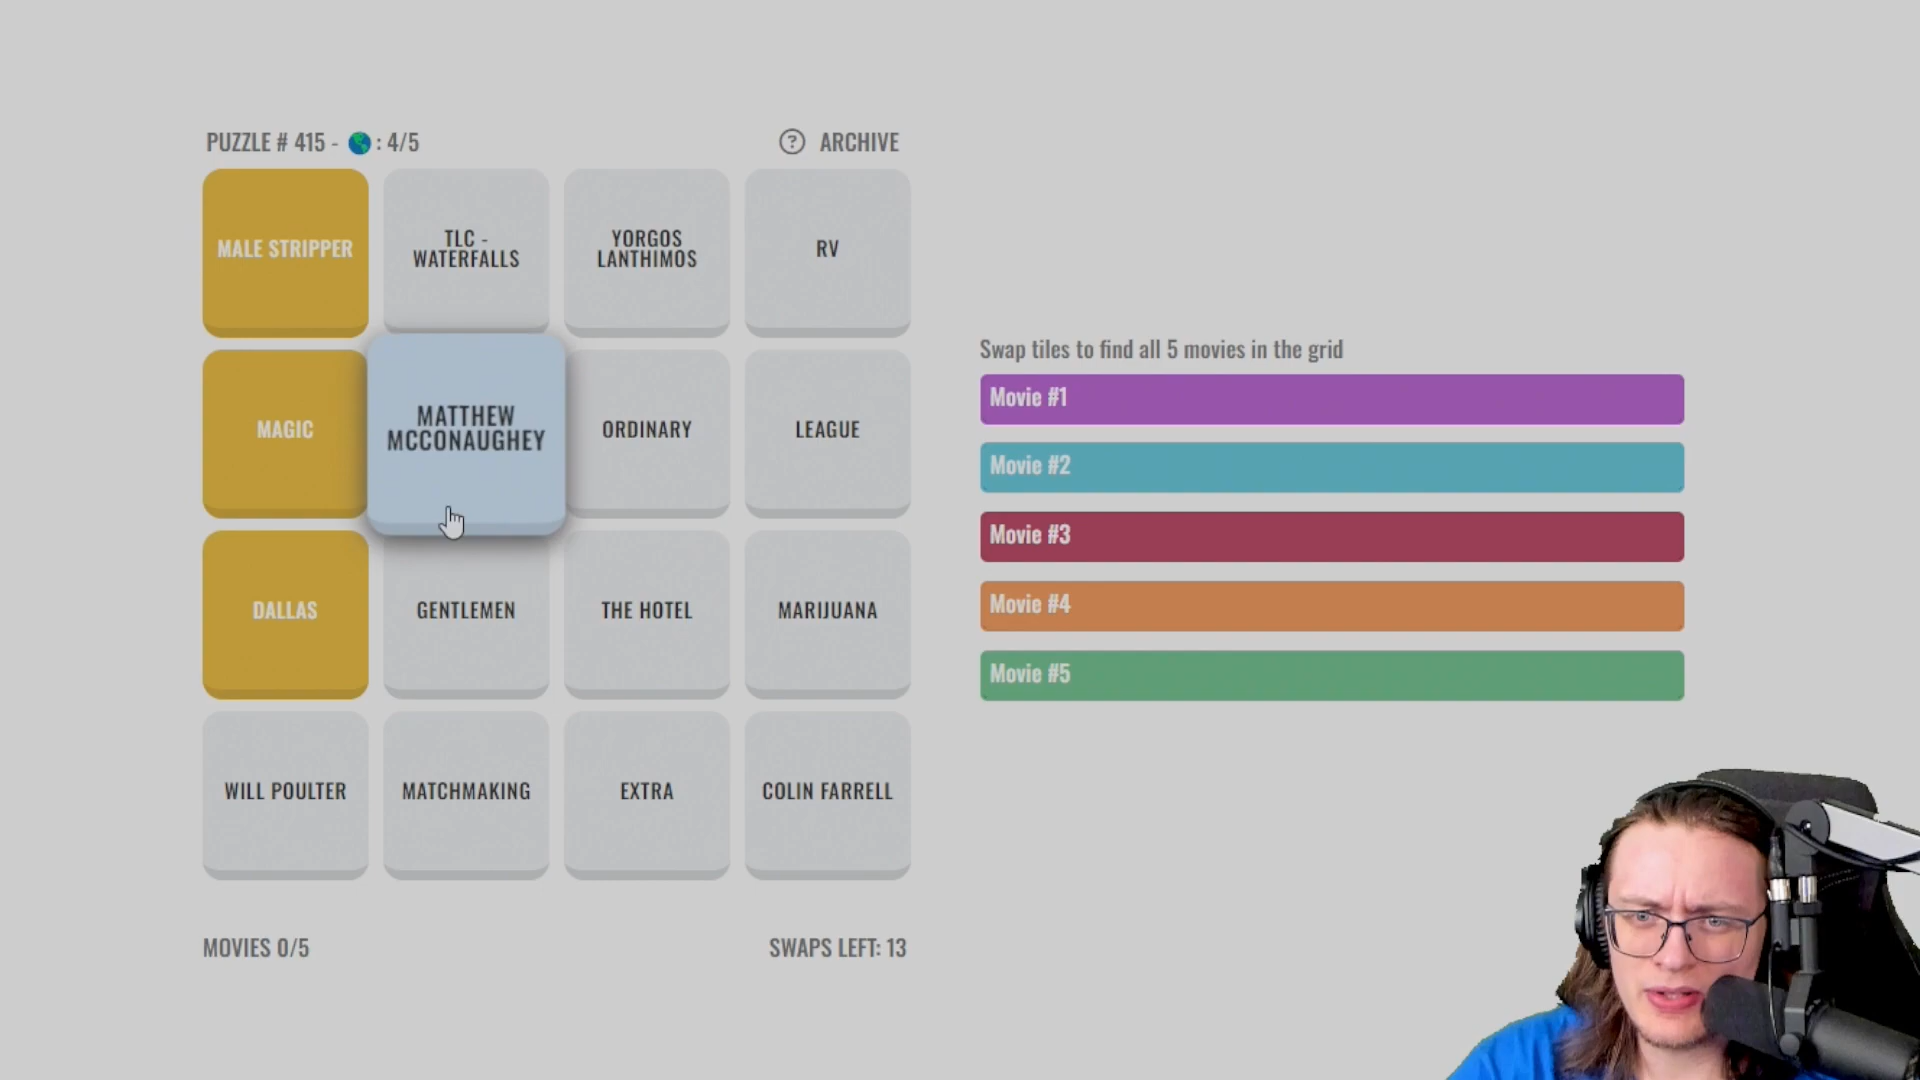 PUZZLE # 415 - 🌎 : 4/5
? ARCHIVE
MALE STRIPPER
TLC -
WATERFALLS
YORGOS
LANTHIMOS
RV
MAGIC
MATTHEW
MCCONAUGHEY
ORDINARY
LEAGUE
DALLAS
GENTLEMEN
THE HOTEL
MARIJUANA
WILL POULTER
MATCHMAKING
EXTRA
COLIN FARRELL
MOVIES 0/5
SWAPS LEFT: 13
Swap tiles to find all 5 movies in the grid
Movie #1
Movie #2
Movie #3
Movie #4
Movie #5